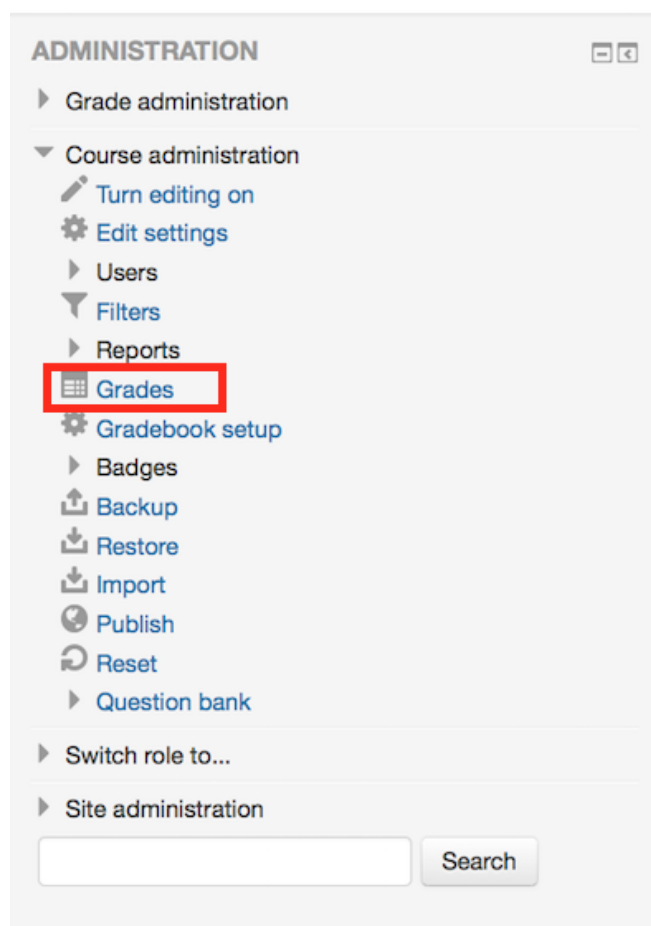 ADMINISTRATION
Grade administration
Course administration
Turn editing on
Edit settings
Users
Filters
Reports
Grades
Gradebook setup
Badges
Backup
Restore
Import
Publish
Reset
Question bank
Switch role to...
Site administration
Search